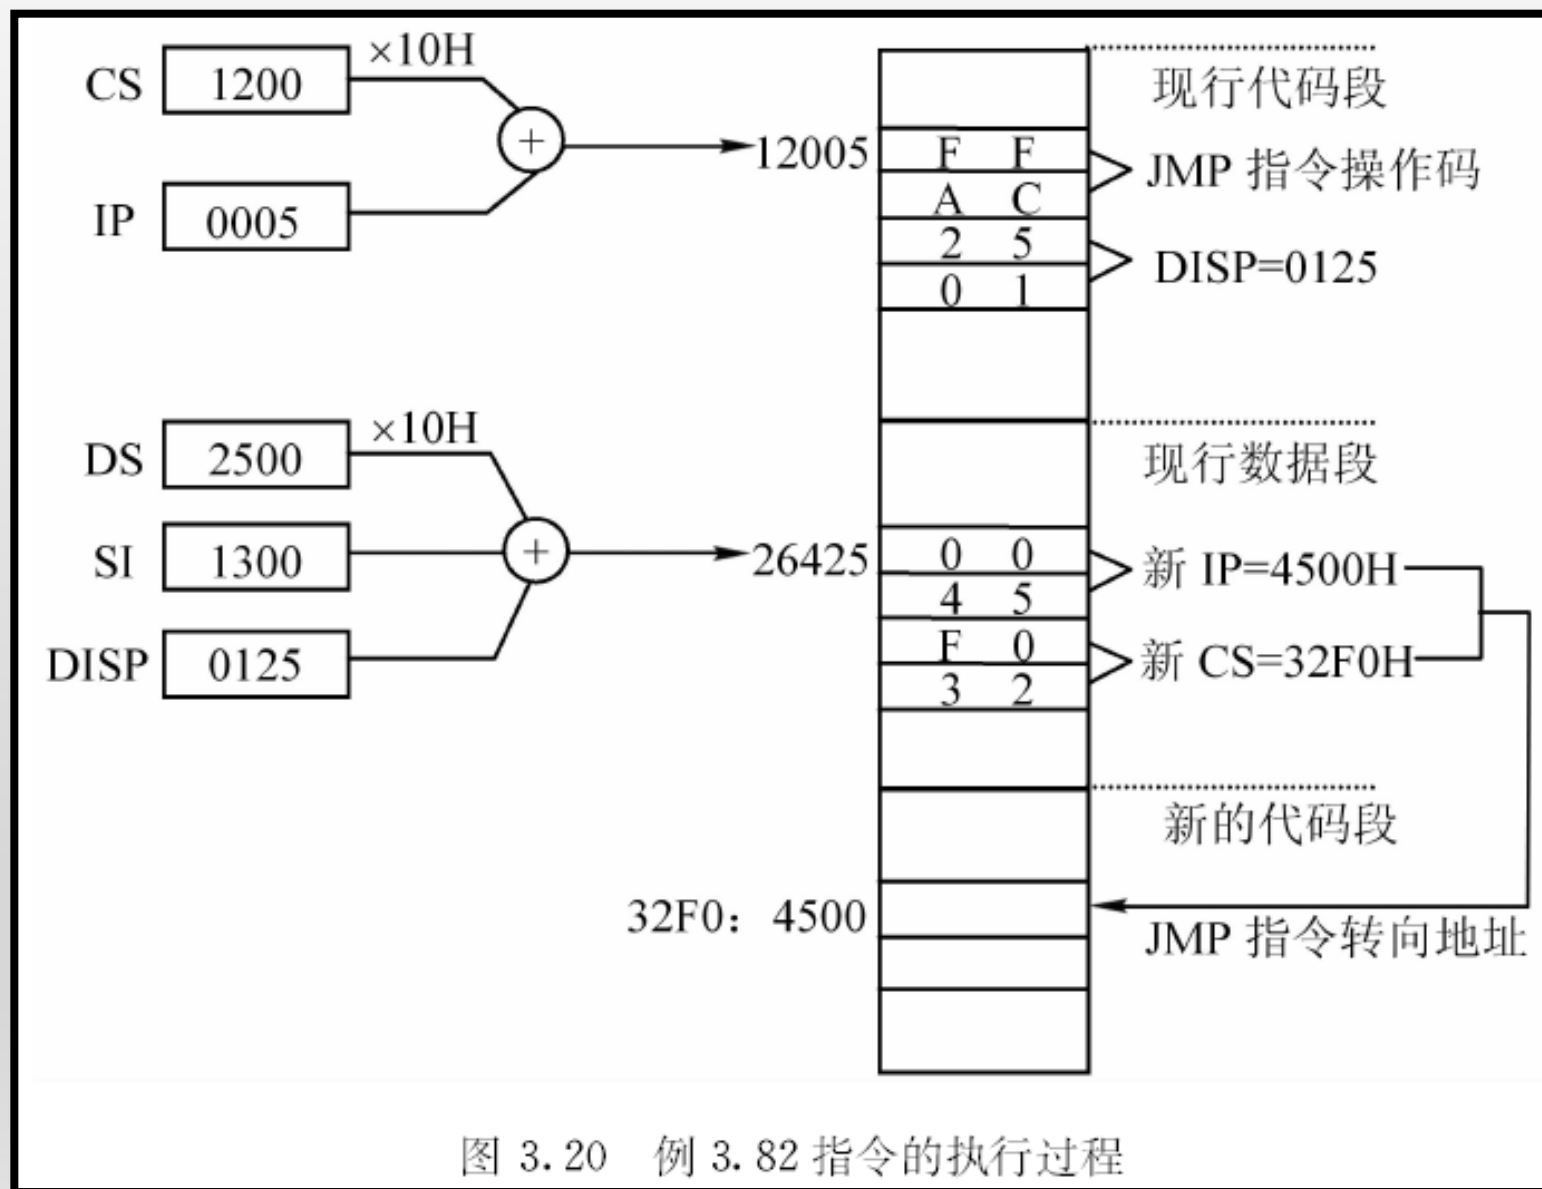 ×10H
CS 1200
现行代码段
12005 F F
JMP 指令操作码
A C
IP 0005
2 5
DISP=0125
0 1
×10H
DS 2500
现行数据段
SI 1300
26425 0 0
新 IP=4500H
4 5
DISP 0125
F 0
新 CS=32F0H
3 2
新的代码段
32F0：4500
JMP 指令转向地址
图 3.20 例 3.82 指令的执行过程